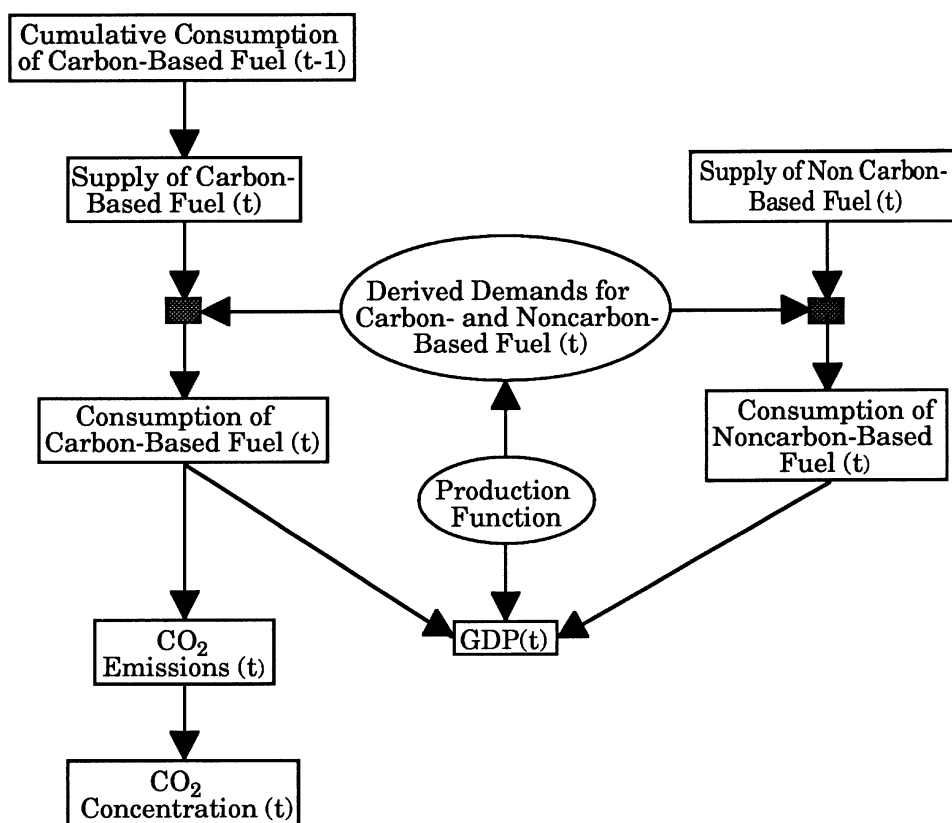 Cumulative Consumption
of Carbon-Based Fuel (t-1)
Supply of Carbon-
Based Fuel (t)
Supply of Non Carbon-
Based Fuel (t)
Derived Demands for
Carbon- and Noncarbon-
Based Fuel (t)
Consumption of
Carbon-Based Fuel (t)
Consumption of
Noncarbon-Based
Fuel (t)
Production
Function
CO₂
Emissions (t)
GDP(t)
CO₂
Concentration (t)